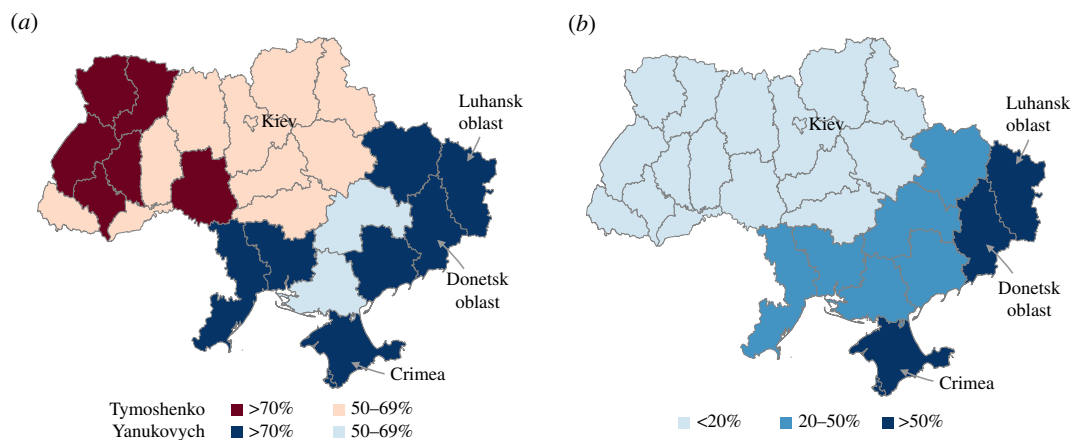 (a)
Kiev
Luhansk
oblast
Donetsk
oblast
Crimea
Tymoshenko >70% 50–69%
Yanukovych >70% 50–69%
(b)
Kiev
Luhansk
oblast
Donetsk
oblast
Crimea
<20% 20–50% >50%